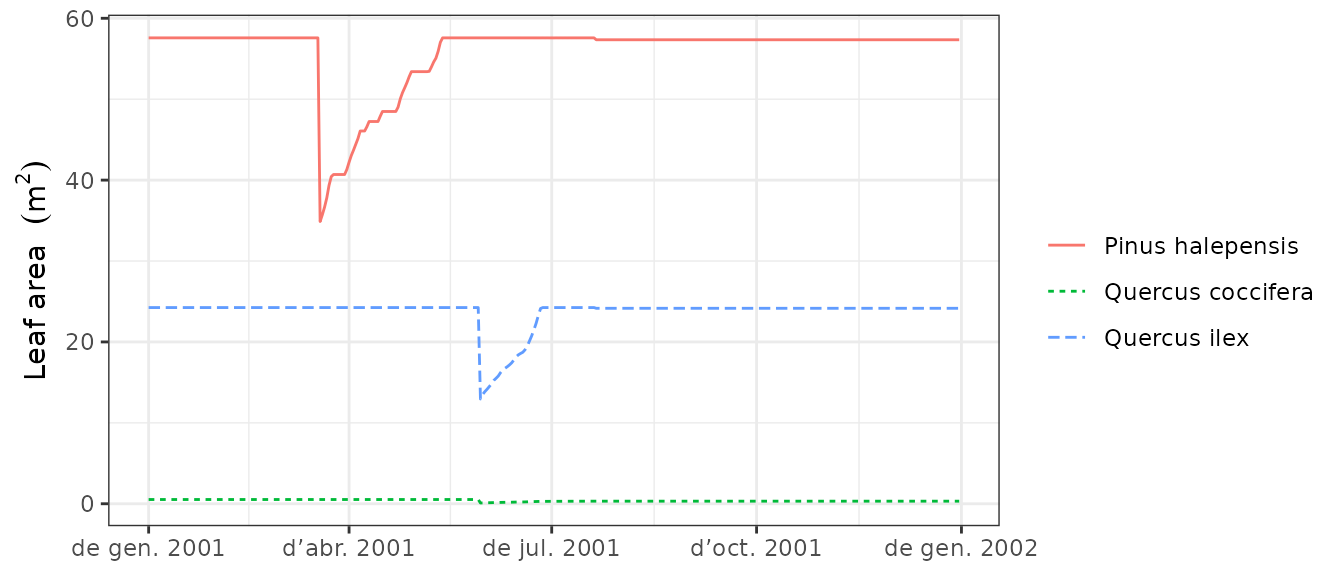 Leaf area (m²)
60
40
20
0
de gen. 2001
d’abr. 2001
de jul. 2001
d’oct. 2001
de gen. 2002
Pinus halepensis
Quercus coccifera
Quercus ilex